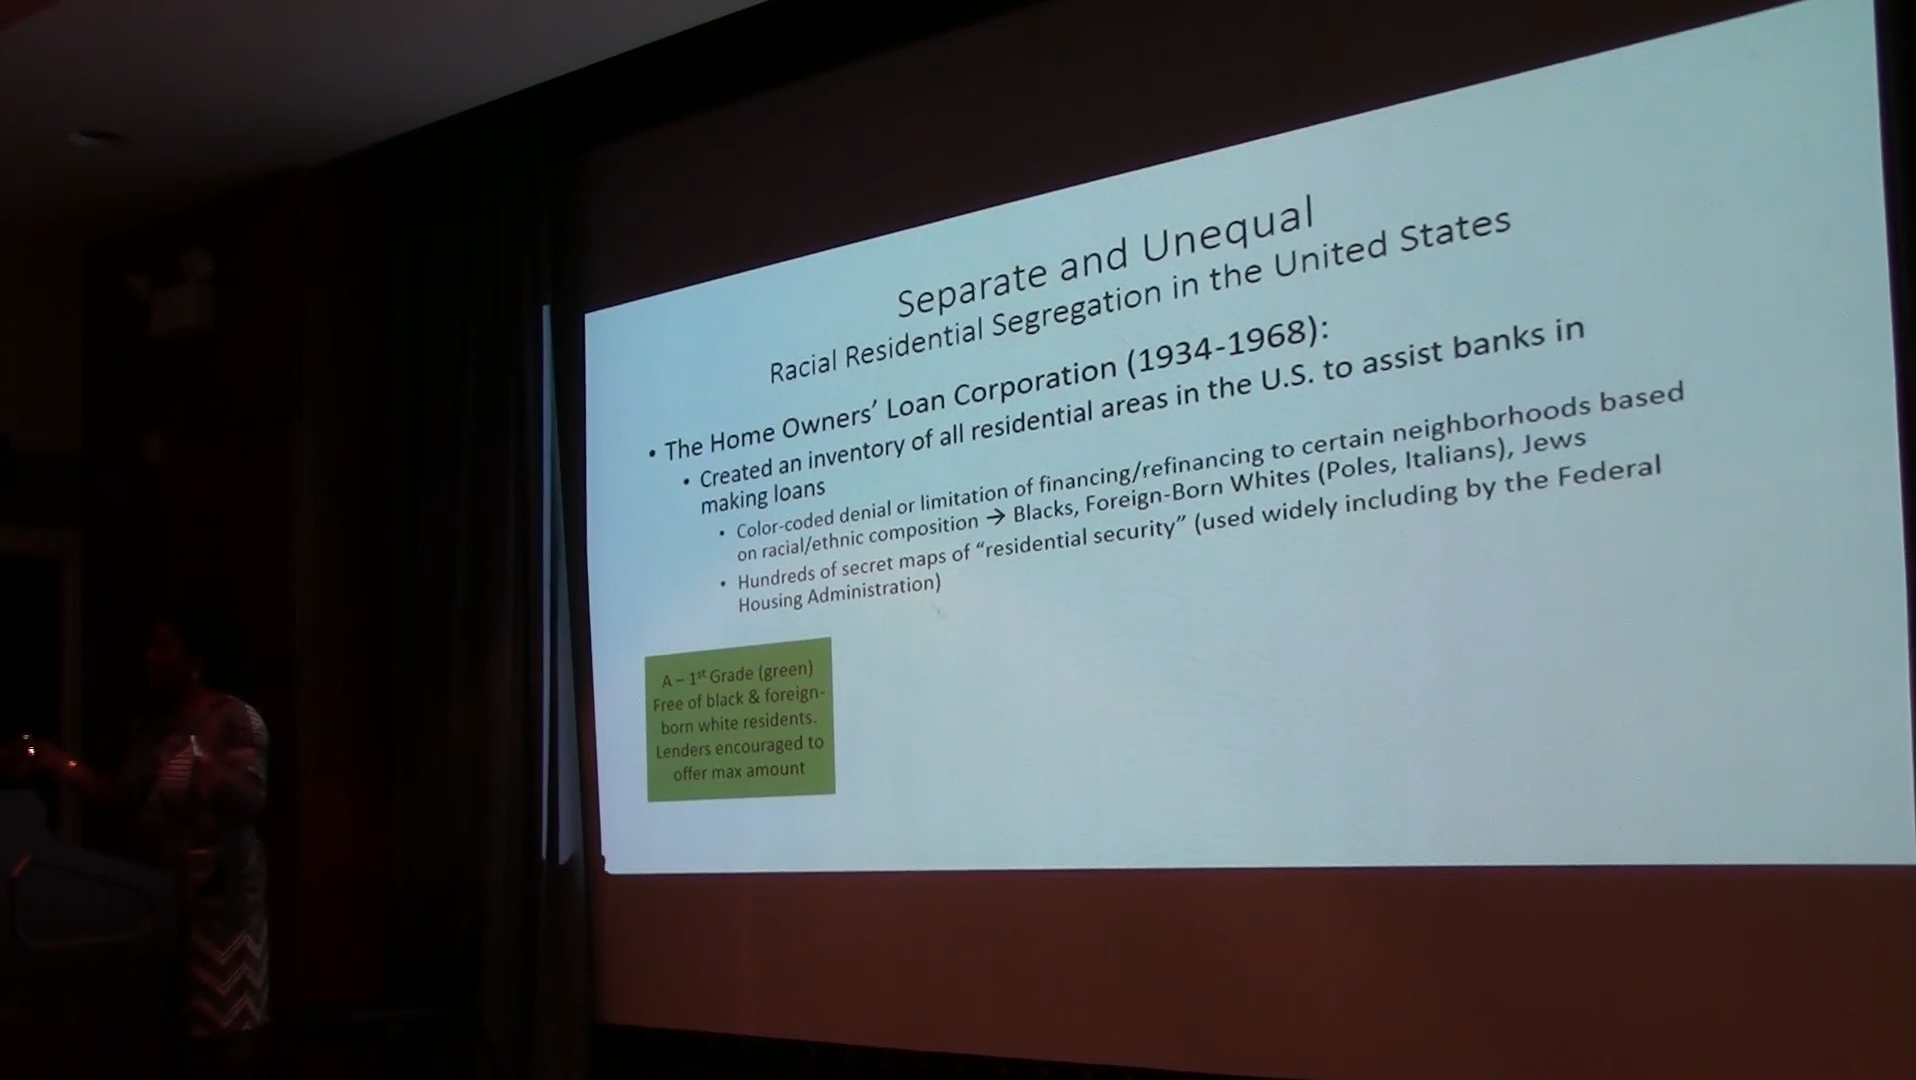 Separate and Unequal
Racial Residential Segregation in the United States
• The Home Owners’ Loan Corporation (1934-1968):
• Created an inventory of all residential areas in the U.S. to assist banks in
making loans
• Color-coded denial or limitation of financing/refinancing to certain neighborhoods based
on racial/ethnic composition → Blacks, Foreign-Born Whites (Poles, Italians), Jews
• Hundreds of secret maps of “residential security” (used widely including by the Federal
Housing Administration)
A – 1st Grade (green)
Free of black & foreign-
born white residents.
Lenders encouraged to
offer max amount